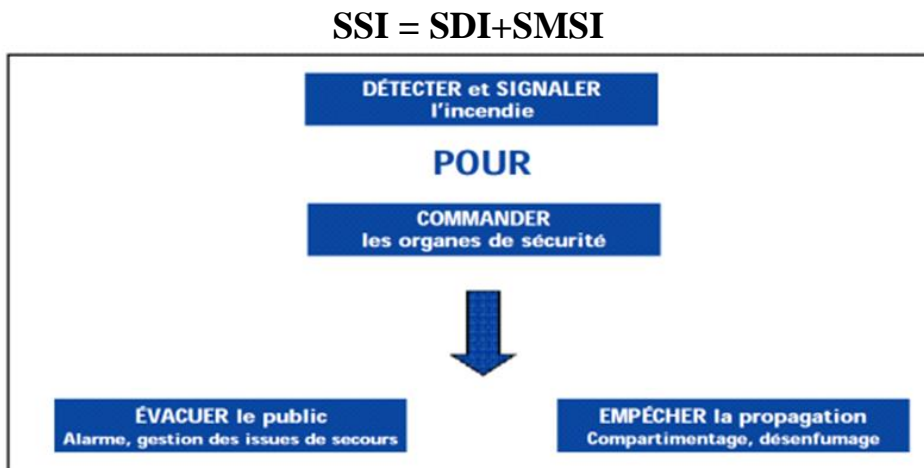 SSI = SDI+SMSI
DÉTECTER et SIGNALER
l'incendie
POUR
COMMANDER
les organes de sécurité
ÉVACUER le public
Alarme, gestion des issues de secours
EMPÉCHER la propagation
Compartimentage, désenfumage